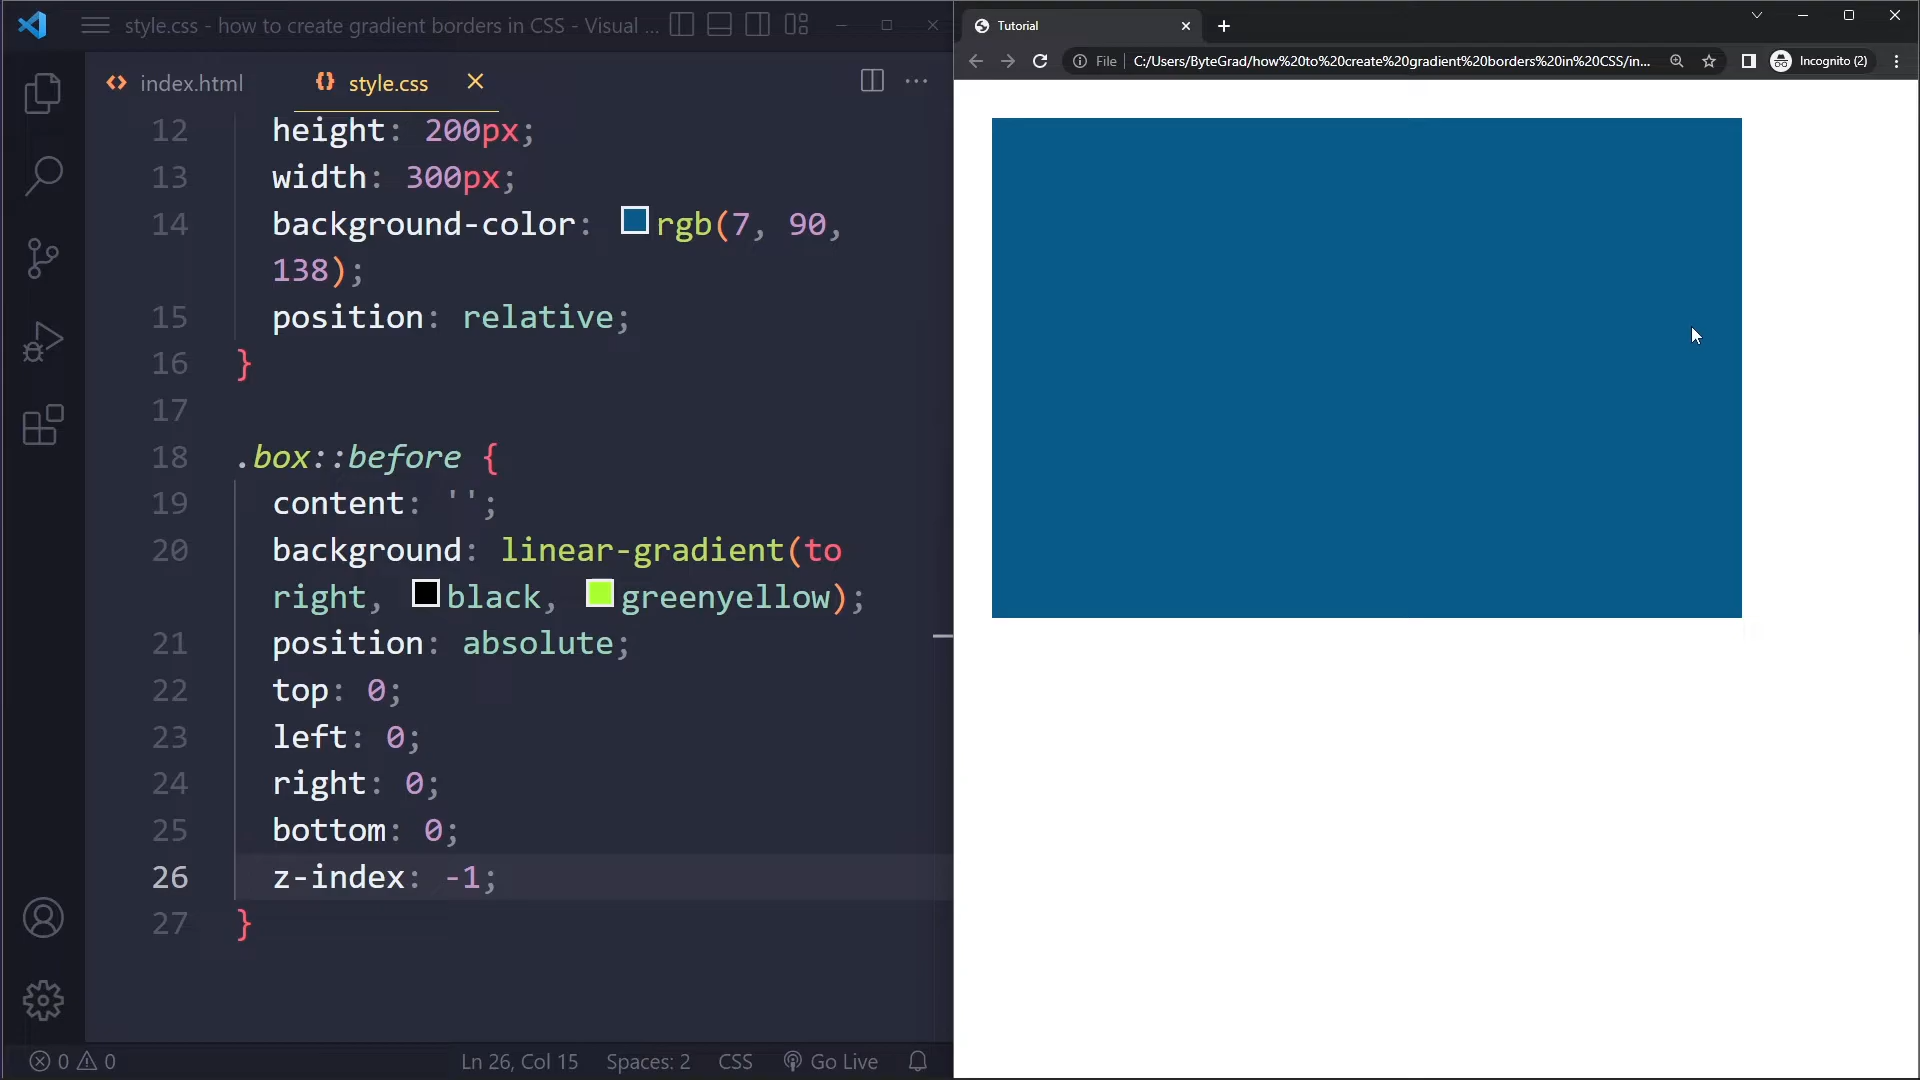 style.css - how to create gradient borders in CSS - Visual ...
index.html
style.css
12 height: 200px;
13 width: 300px;
14 background-color: rgb(7, 90,
138);
15 position: relative;
16 }
17
18 .box::before {
19 content: '';
20 background: linear-gradient(to
right, black, greenyellow);
21 position: absolute;
22 top: 0;
23 left: 0;
24 right: 0;
25 bottom: 0;
26 z-index: -1;
27 }
0 0
Ln 26, Col 15
Spaces: 2
CSS
Go Live
Tutorial
File
C:/Users/ByteGrad/how%20to%20create%20gradient%20borders%20in%20CSS/in...
Incognito (2)